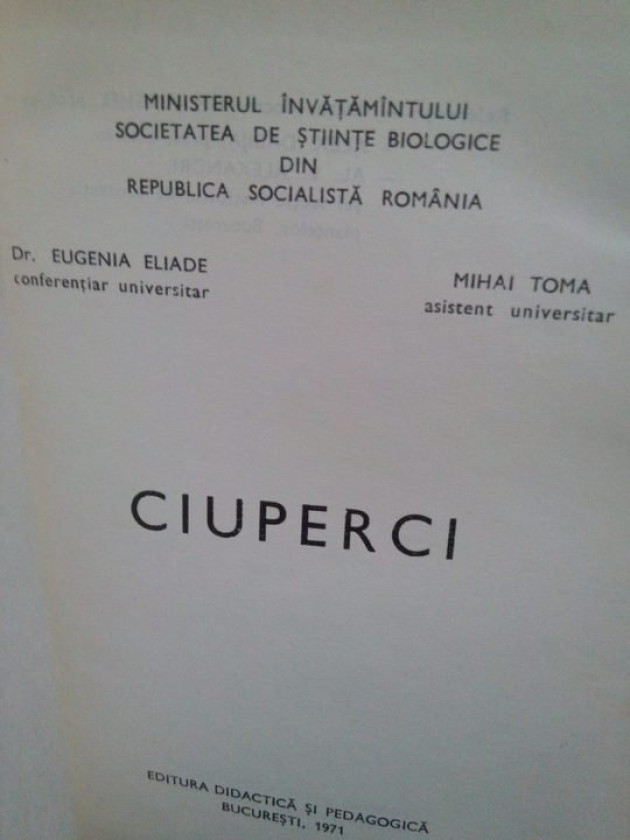 MINISTERUL ÎNVĂȚĂMÎNTULUI
SOCIETATEA DE ȘTIINȚE BIOLOGICE
DIN
REPUBLICA SOCIALISTĂ ROMÂNIA
Dr. EUGENIA ELIADE
conferențiar universitar
MIHAI TOMA
asistent universitar
CIUPERCI
EDITURA DIDACTICĂ ȘI PEDAGOGICĂ
BUCUREȘTI, 1971